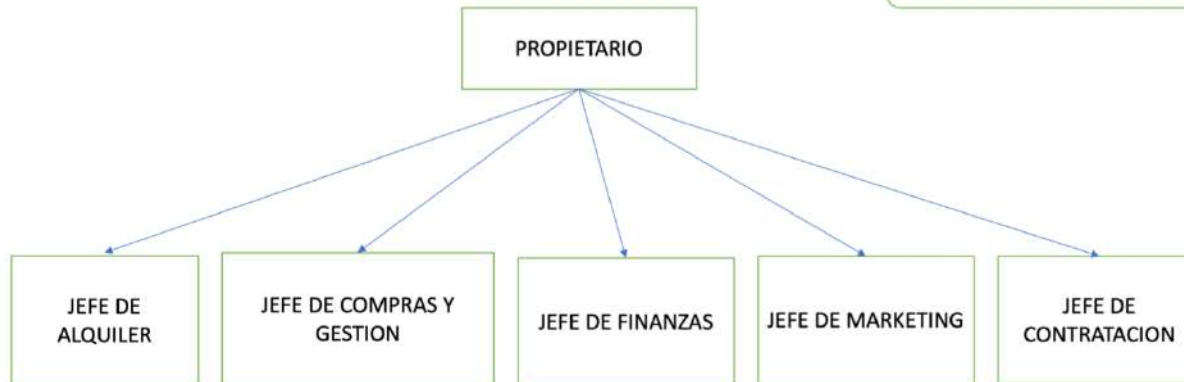 PROPIETARIO
JEFE DE
ALQUILER
JEFE DE COMPRAS Y
GESTION
JEFE DE FINANZAS
JEFE DE MARKETING
JEFE DE
CONTRATACION